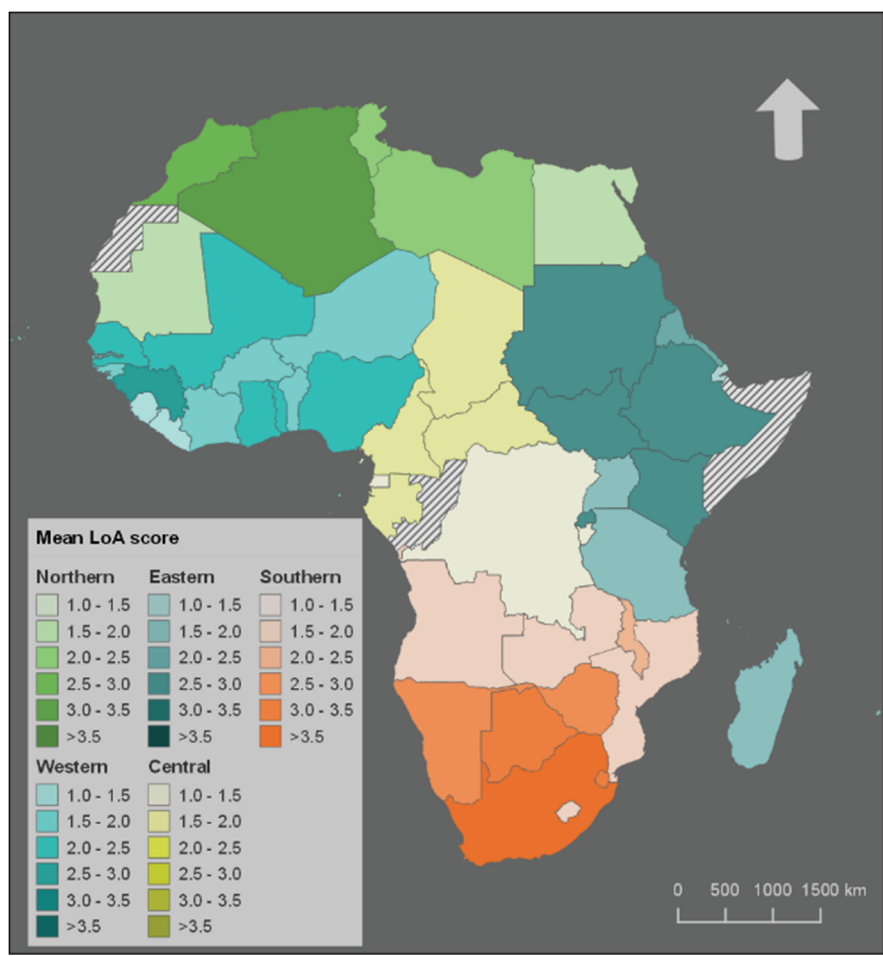 Mean LoA score
Northern Eastern Southern
1.0 - 1.5 1.0 - 1.5 1.0 - 1.5
1.5 - 2.0 1.5 - 2.0 1.5 - 2.0
2.0 - 2.5 2.0 - 2.5 2.0 - 2.5
2.5 - 3.0 2.5 - 3.0 2.5 - 3.0
3.0 - 3.5 3.0 - 3.5 3.0 - 3.5
>3.5 >3.5 >3.5
Western Central
1.0 - 1.5 1.0 - 1.5
1.5 - 2.0 1.5 - 2.0
2.0 - 2.5 2.0 - 2.5
2.5 - 3.0 2.5 - 3.0
3.0 - 3.5 3.0 - 3.5
>3.5 >3.5
0 500 1000 1500 km